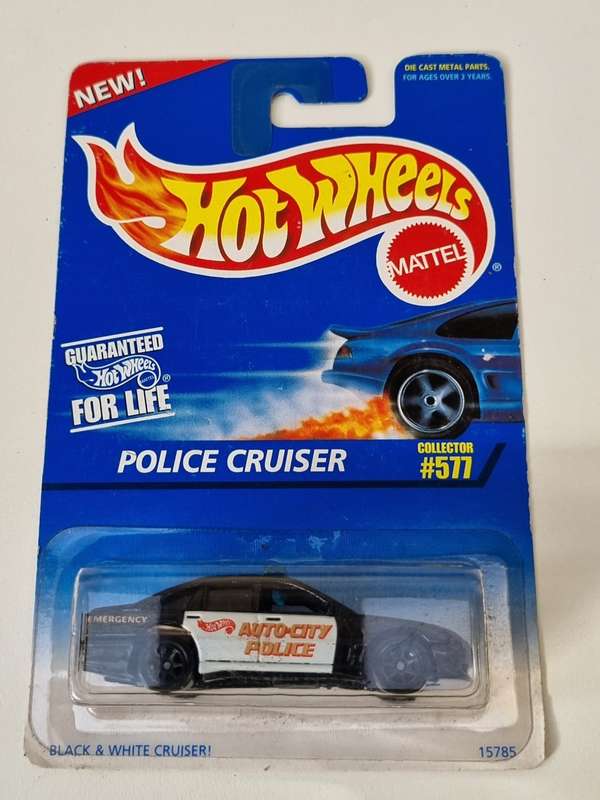 NEW!
DIE CAST METAL PARTS.
FOR AGES OVER 3 YEARS.
HOT WHEELS
MATTEL
®
GUARANTEED
HOT WHEELS
MATTEL
®
FOR LIFE
POLICE CRUISER
COLLECTOR
#577
EMERGENCY
HOT WHEELS
AUTO•CITY
POLICE
BLACK & WHITE CRUISER!
15785